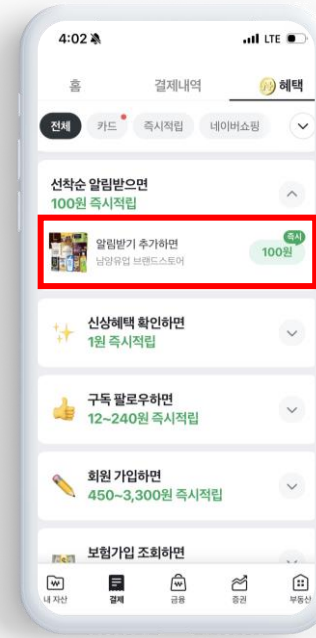 4:02
LTE
홈
결제내역
혜택
전체
카드
즉시적립
네이버쇼핑
선착순 알림받으면
100원 즉시적립
알림받기 추가하면
남양유업 브랜드스토어
즉시
100원
신상혜택 확인하면
1원 즉시적립
구독 팔로우하면
12~240원 즉시적립
회원 가입하면
450~3,300원 즉시적립
보험가입 조회하면
내 자산
결제
금융
증권
부동산